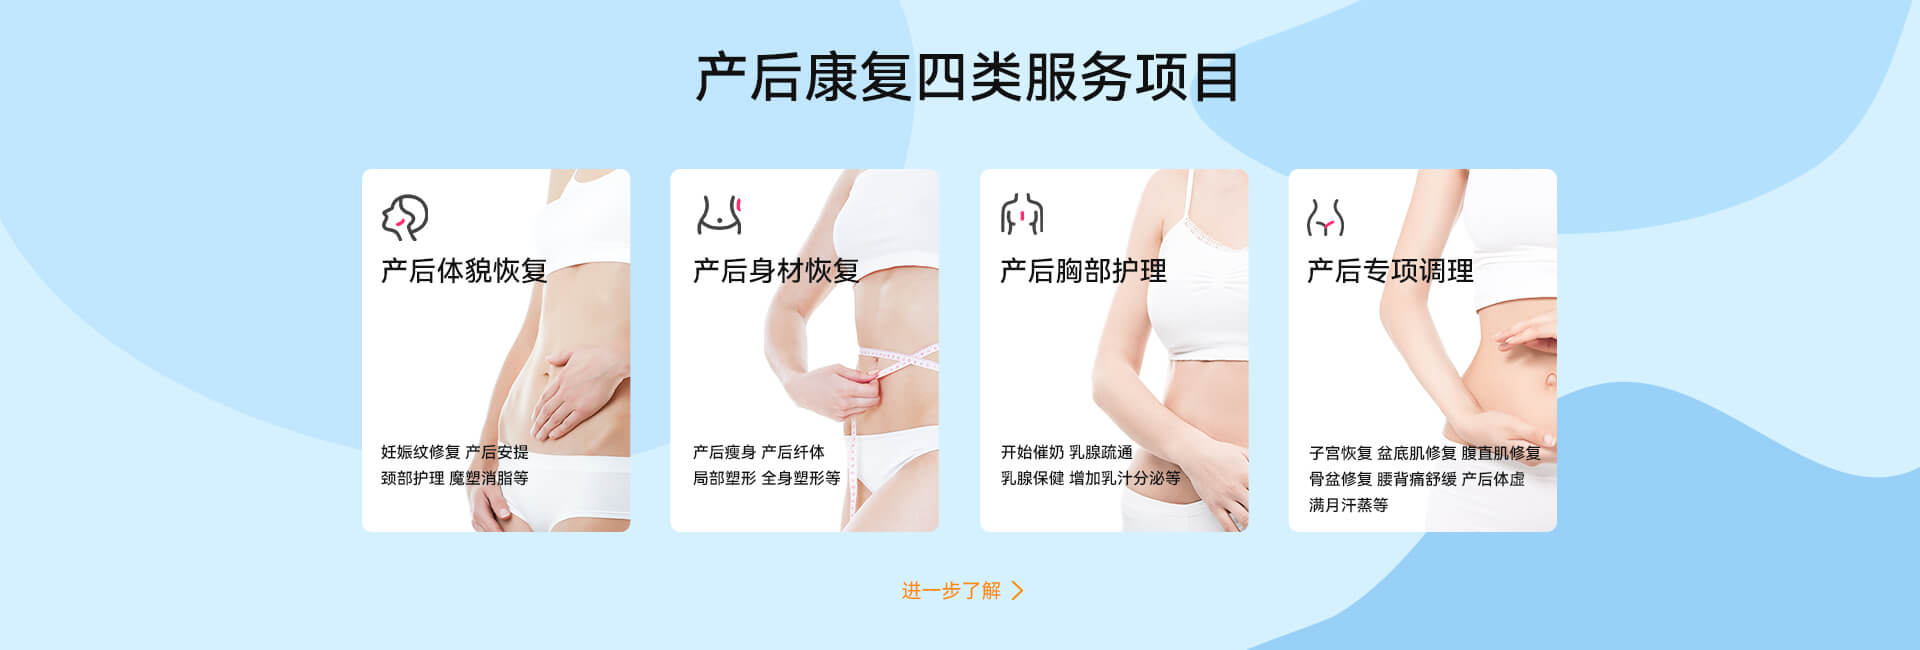 产后康复四类服务项目
产后体貌恢复
妊娠纹修复 产后安提
颈部护理 魔塑消脂等
产后身材恢复
产后瘦身 产后纤体
局部塑形 全身塑形等
产后胸部护理
开始催奶 乳腺疏通
乳腺保健 增加乳汁分泌等
产后专项调理
子宫恢复 盆底肌修复 腹直肌修复
骨盆修复 腰背痛舒缓 产后体虚
满月汗蒸等
进一步了解